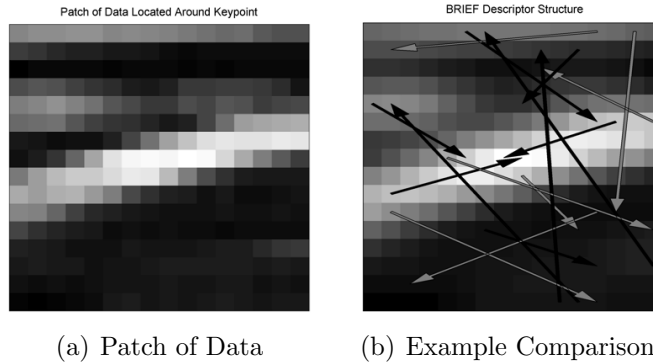 Patch of Data Located Around Keypoint
BRIEF Descriptor Structure
(a) Patch of Data
(b) Example Comparison